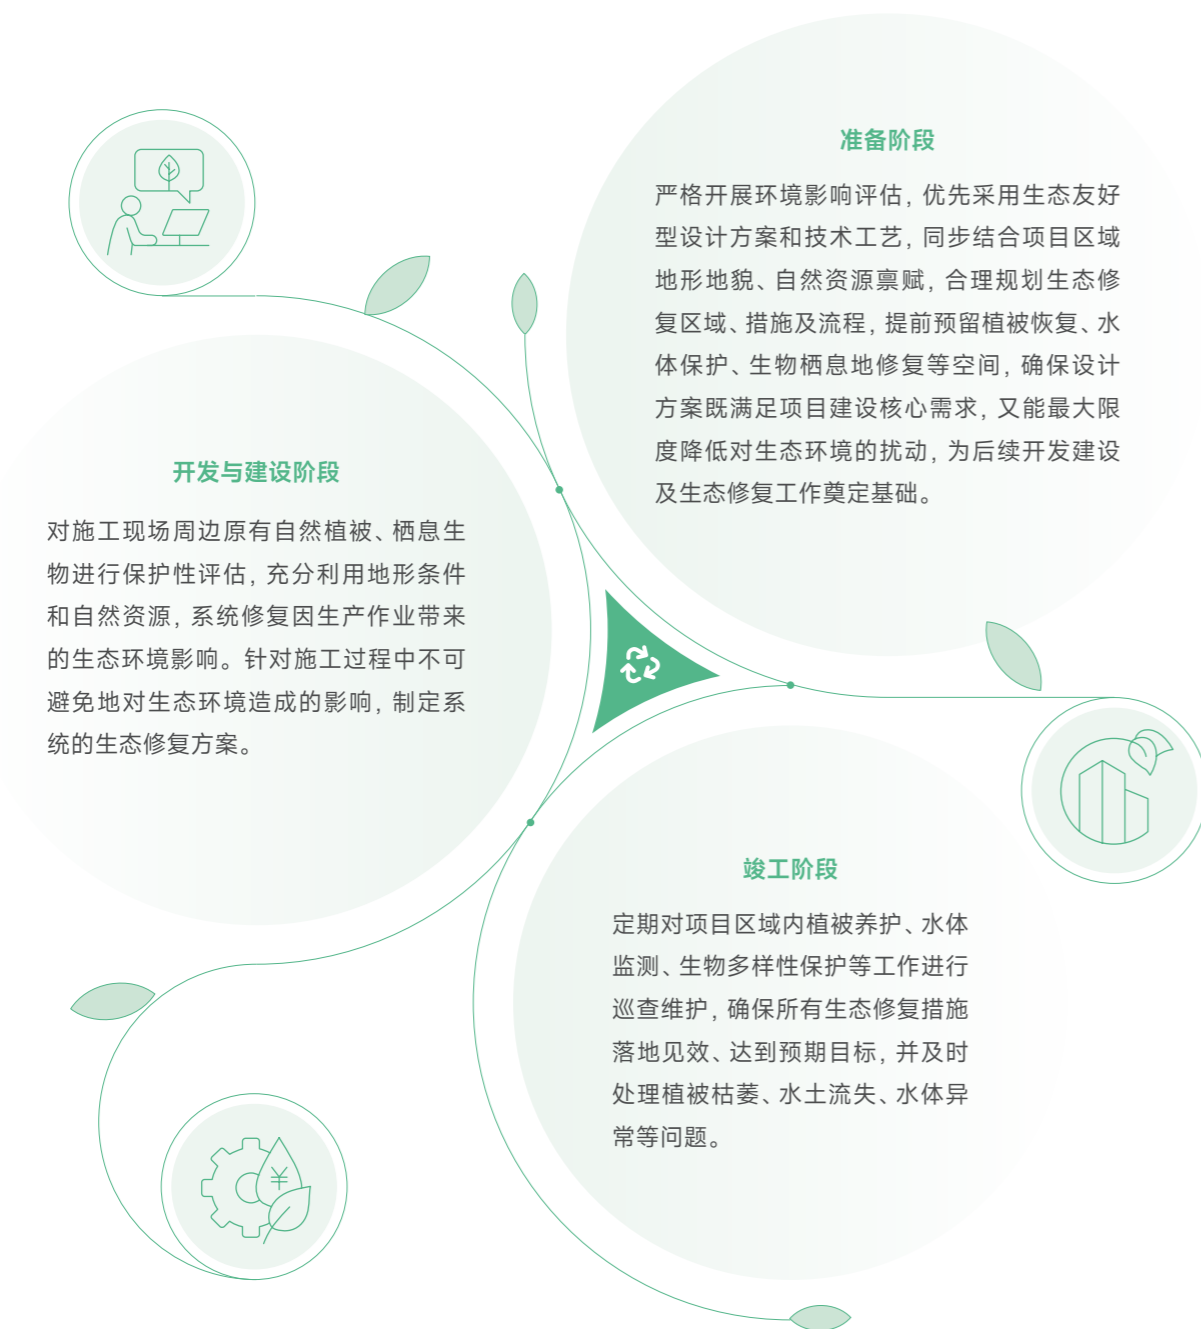 准备阶段
严格开展环境影响评估，优先采用生态友好
型设计方案和技术工艺，同步结合项目区域
地形地貌、自然资源禀赋，合理规划生态修
复区域、措施及流程，提前预留植被恢复、水
体保护、生物栖息地修复等空间，确保设计
方案既满足项目建设核心需求，又能最大限
度降低对生态环境的扰动，为后续开发建设
及生态修复工作奠定基础。
开发与建设阶段
对施工现场周边原有自然植被、栖息生
物进行保护性评估，充分利用地形条件
和自然资源，系统修复因生产作业带来
的生态环境影响。针对施工过程中不可
避免地对生态环境造成的影响，制定系
统的生态修复方案。
竣工阶段
定期对项目区域内植被养护、水体
监测、生物多样性保护等工作进行
巡查维护，确保所有生态修复措施
落地见效、达到预期目标，并及时
处理植被枯萎、水土流失、水体异
常等问题。
¥